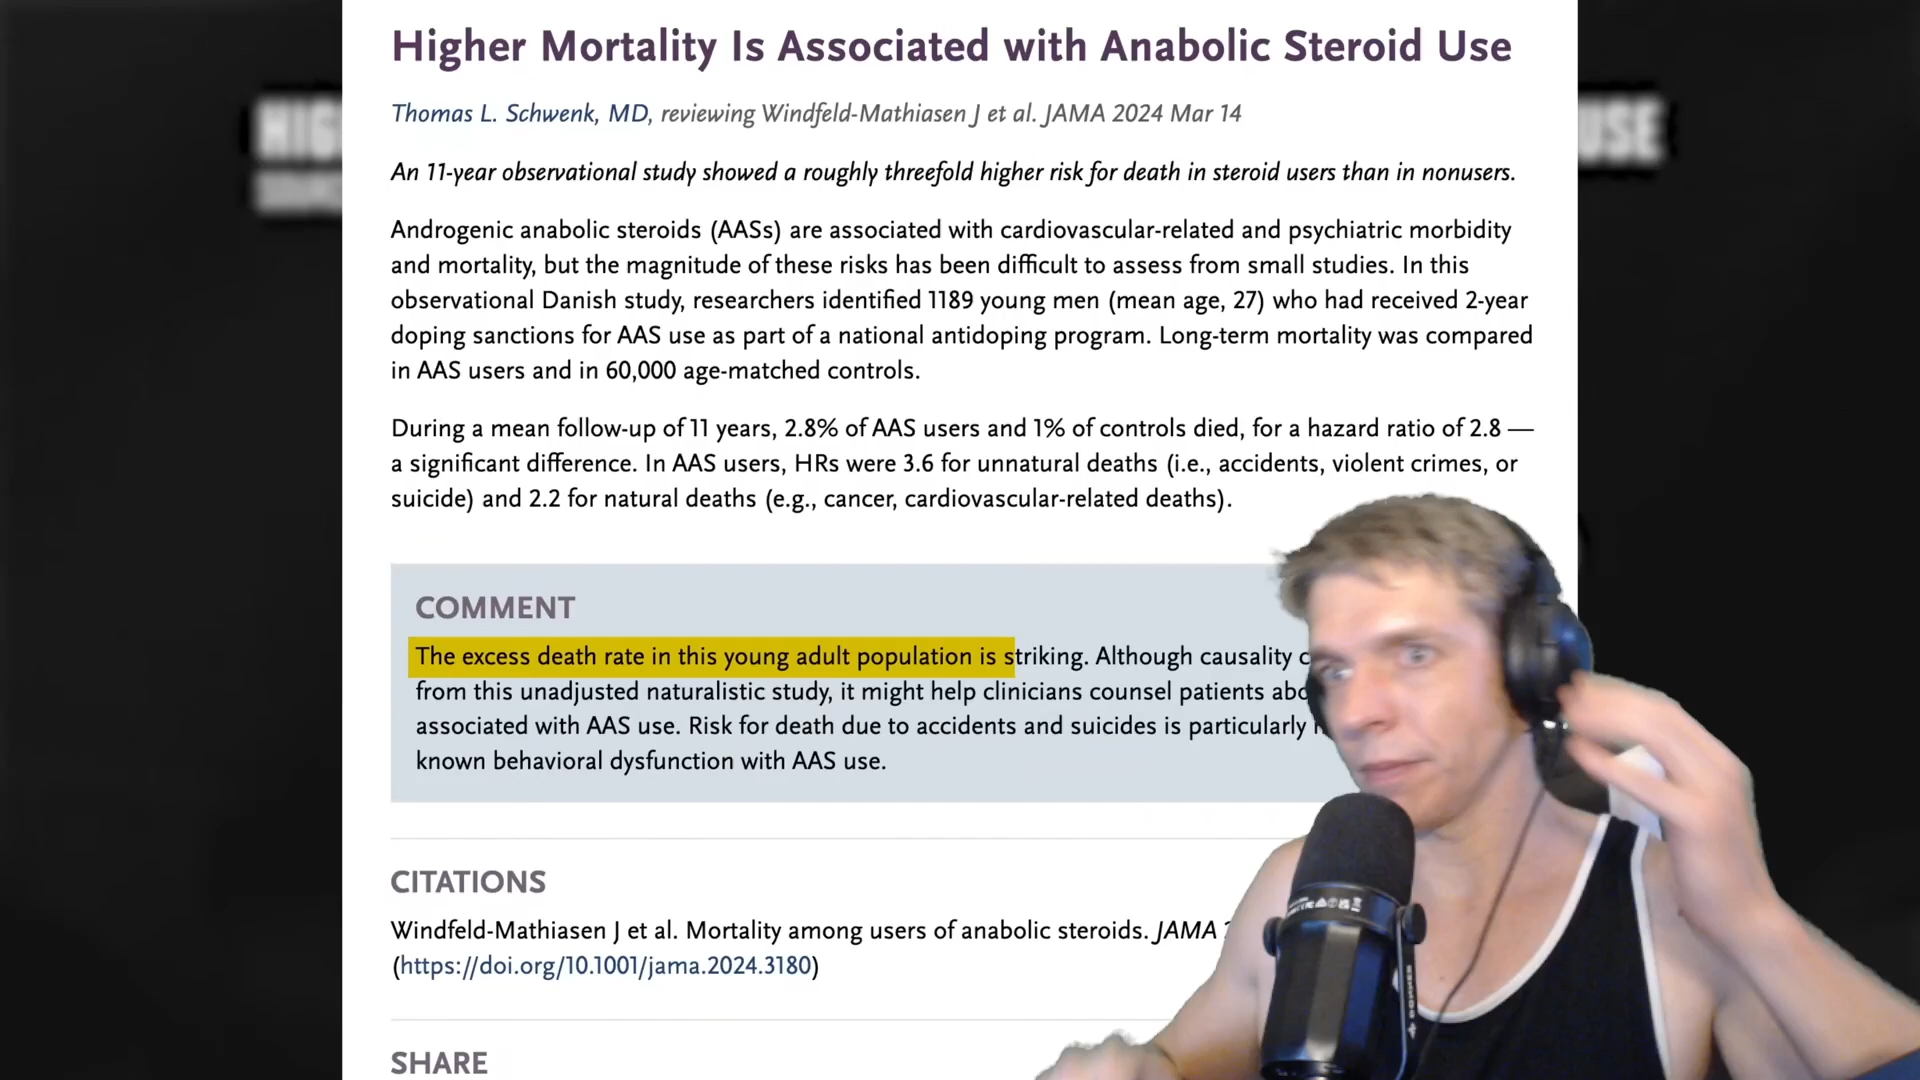 Higher Mortality Is Associated with Anabolic Steroid Use
Thomas L. Schwenk, MD, reviewing Windfeld-Mathiasen J et al. JAMA 2024 Mar 14
An 11-year observational study showed a roughly threefold higher risk for death in steroid users than in nonusers.
Androgenic anabolic steroids (AASs) are associated with cardiovascular-related and psychiatric morbidity
and mortality, but the magnitude of these risks has been difficult to assess from small studies. In this
observational Danish study, researchers identified 1189 young men (mean age, 27) who had received 2-year
doping sanctions for AAS use as part of a national antidoping program. Long-term mortality was compared
in AAS users and in 60,000 age-matched controls.
During a mean follow-up of 11 years, 2.8% of AAS users and 1% of controls died, for a hazard ratio of 2.8 —
a significant difference. In AAS users, HRs were 3.6 for unnatural deaths (i.e., accidents, violent crimes, or
suicide) and 2.2 for natural deaths (e.g., cancer, cardiovascular-related deaths).
COMMENT
The excess death rate in this young adult population is striking. Although causality
from this unadjusted naturalistic study, it might help clinicians counsel patients
associated with AAS use. Risk for death due to accidents and suicides is particularly
known behavioral dysfunction with AAS use.
CITATIONS
Windfeld-Mathiasen J et al. Mortality among users of anabolic steroids. JAMA
(https://doi.org/10.1001/jama.2024.3180)
SHARE